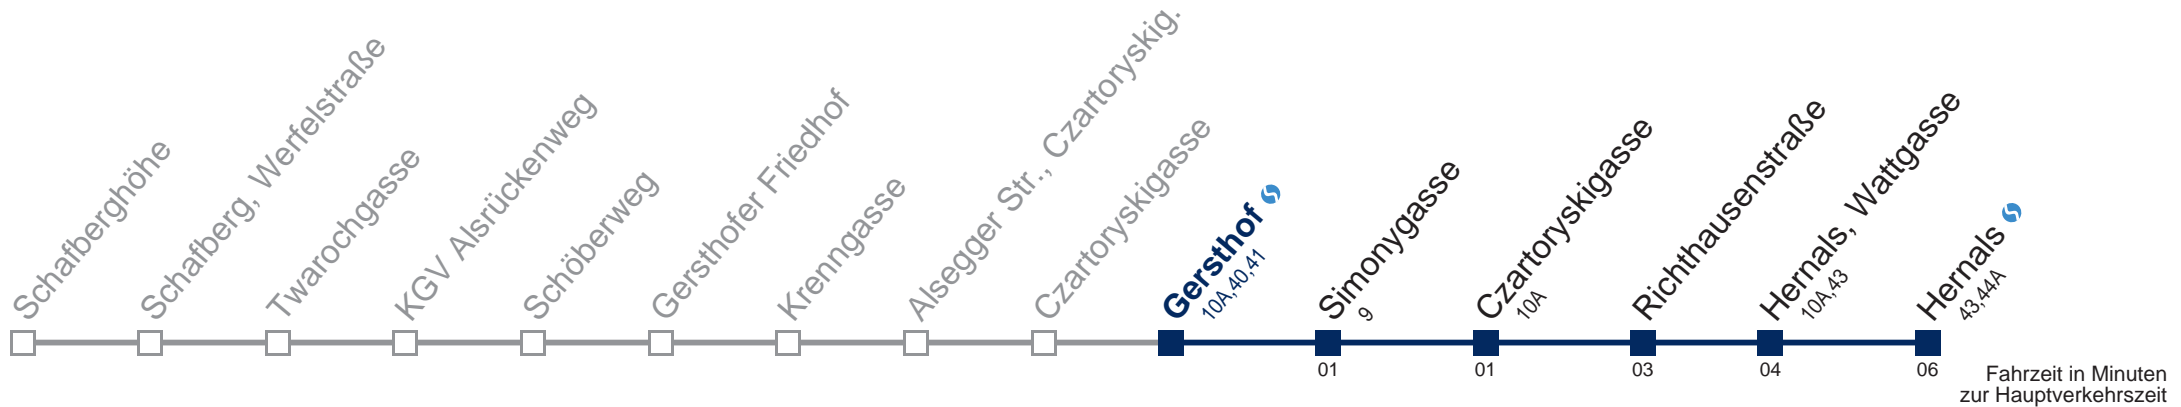 Schafberghöhe
Schafberg, Werfelstraße
Twarochgasse
KGV Alsrückenweg
Schöberweg
Gersthofer Friedhof
Krenngasse
Alsegger Str., Czartoryskig.
Czartoryskigasse
Gersthof
10A,40,41
Simonygasse
9
01
Czartoryskigasse
10A
01
Richthausenstraße
03
Hernals, Wattgasse
10A,43
04
Hernals
43,44A
06
Fahrzeit in Minuten
zur Hauptverkehrszeit